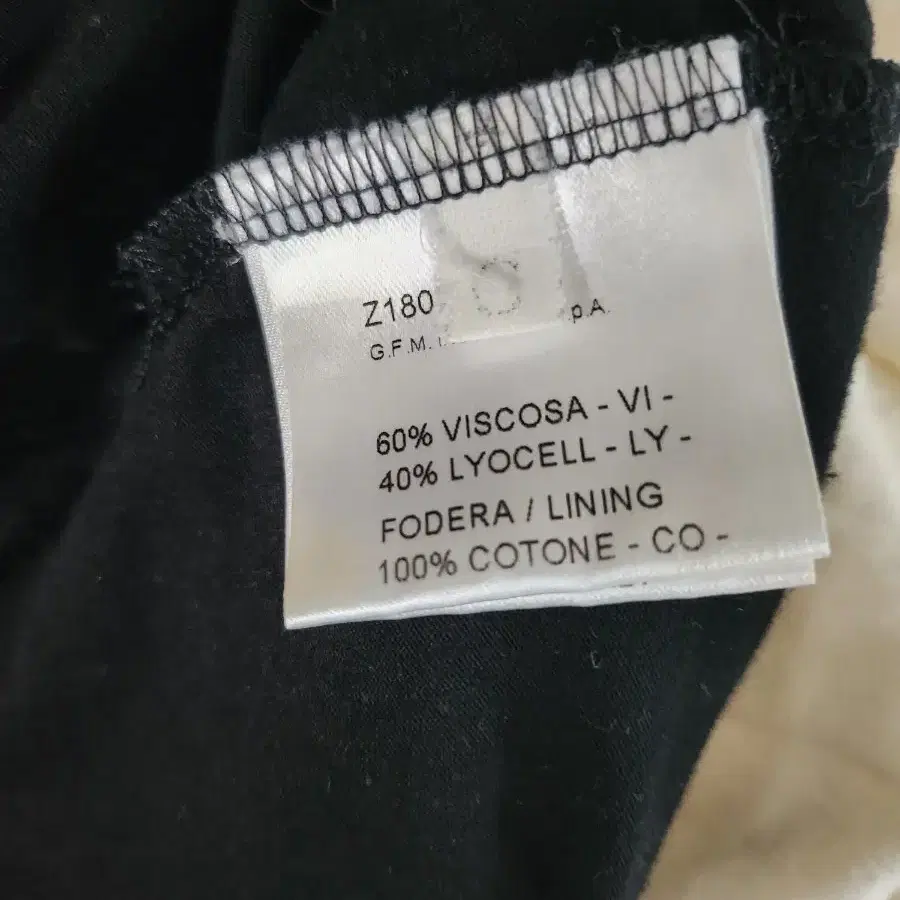 S
Z180
G.F.M. p.A.
60% VISCOSA - VI -
40% LYOCELL - LY -
FODERA / LINING
100% COTONE - CO -